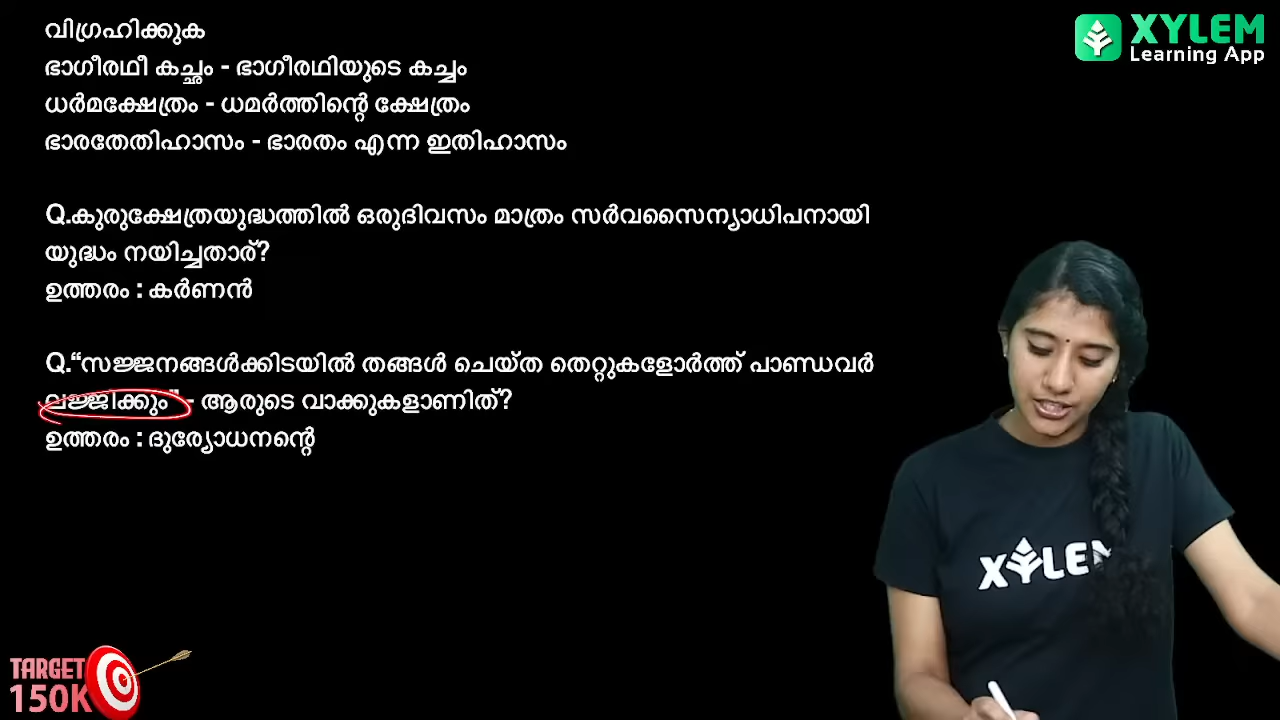 വിഗ്രഹിക്കുക
ഭാഗീരഥീ കച്ഛം - ഭാഗീരഥിയുടെ കച്ചം
ധർമക്ഷേത്രം - ധമർത്തിന്റെ ക്ഷേത്രം
ഭാരതേതിഹാസം - ഭാരതം എന്ന ഇതിഹാസം
Q.കുരുക്ഷേത്രയുദ്ധത്തിൽ ഒരുദിവസം മാത്രം സർവസൈന്യാധിപനായി
യുദ്ധം നയിച്ചതാര്?
ഉത്തരം : കർണൻ
Q.“സജ്ജനങ്ങൾക്കിടയിൽ തങ്ങൾ ചെയ്ത തെറ്റുകളോർത്ത് പാണ്ഡവർ
ലജ്ജിക്കും" - ആരുടെ വാക്കുകളാണിത്?
ഉത്തരം : ദുര്യോധനന്റെ
XYLEM
Learning App
XYLEM
TARGET
150K